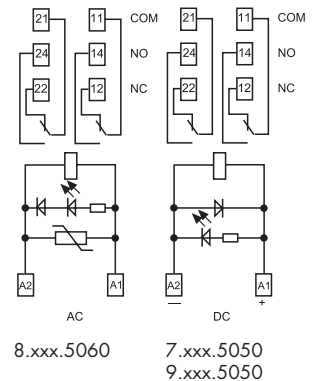 21 11 COM 21 11 COM
24 14 NO 24 14 NO
22 12 NC 22 12 NC
A2 A1 A2 A1
— +
AC DC
8.xxx.5060 7.xxx.5050
9.xxx.5050